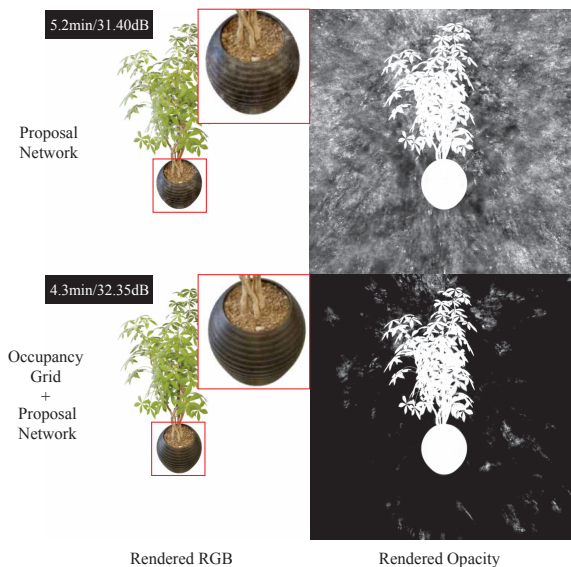 5.2min/31.40dB
Proposal
Network
4.3min/32.35dB
Occupancy
Grid
+
Proposal
Network
Rendered RGB
Rendered Opacity